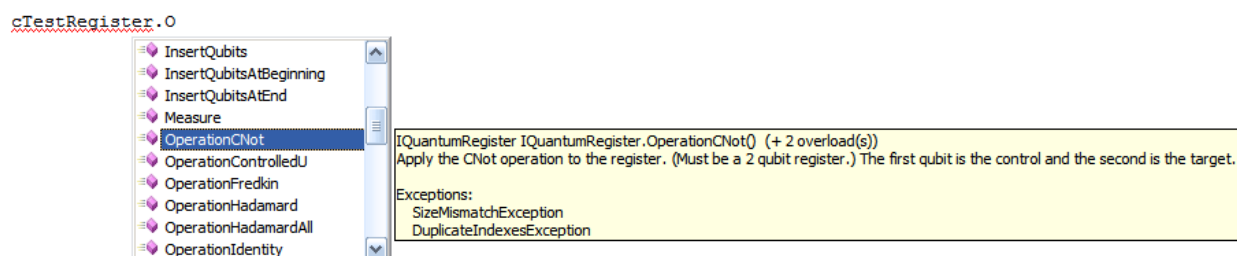 cTestRegister.O
InsertQubits
InsertQubitsAtBeginning
InsertQubitsAtEnd
Measure
OperationCNot
OperationControlledU
OperationFredkin
OperationHadamard
OperationHadamardAll
OperationIdentity
IQuantumRegister IQuantumRegister.OperationCNot() (+ 2 overload(s))
Apply the CNot operation to the register. (Must be a 2 qubit register.) The first qubit is the control and the second is the target.
Exceptions:
SizeMismatchException
DuplicateIndexesException